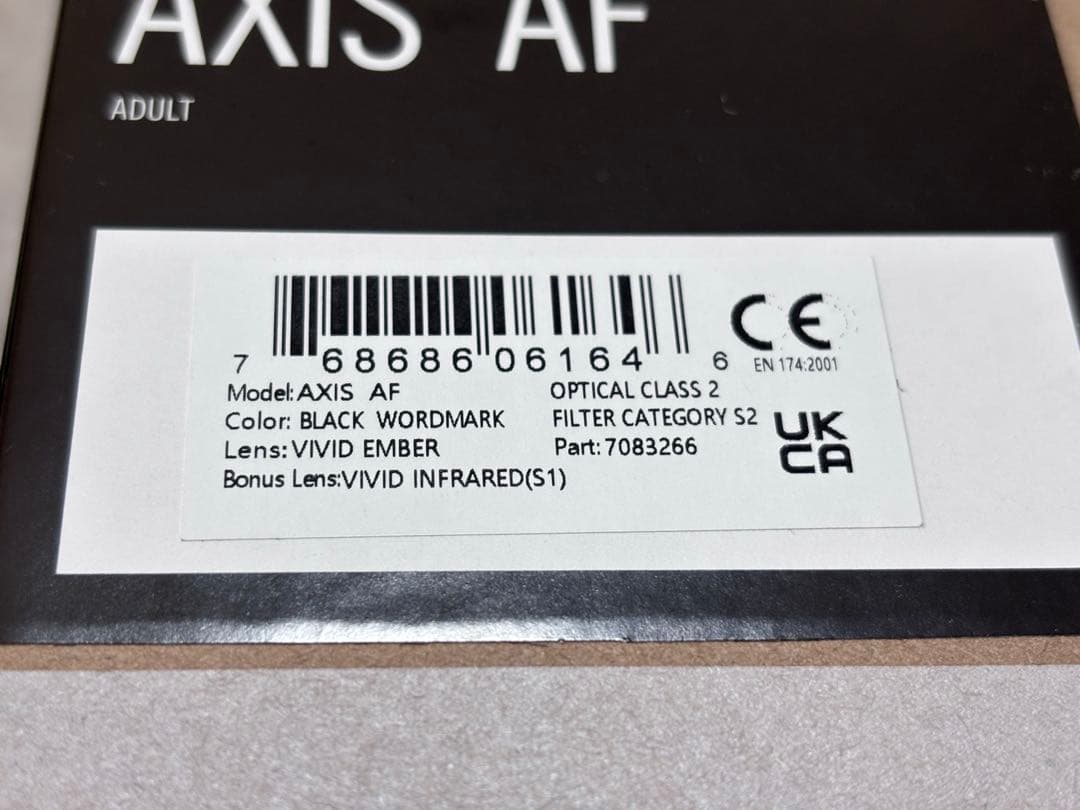 AXIS AF
ADULT
7 68686 06164 6
CE
EN 174:2001
Model:AXIS AF
OPTICAL CLASS 2
Color: BLACK WORDMARK
FILTER CATEGORY S2
UK
CA
Lens:VIVID EMBER
Part:7083266
Bonus Lens:VIVID INFRARED(S1)